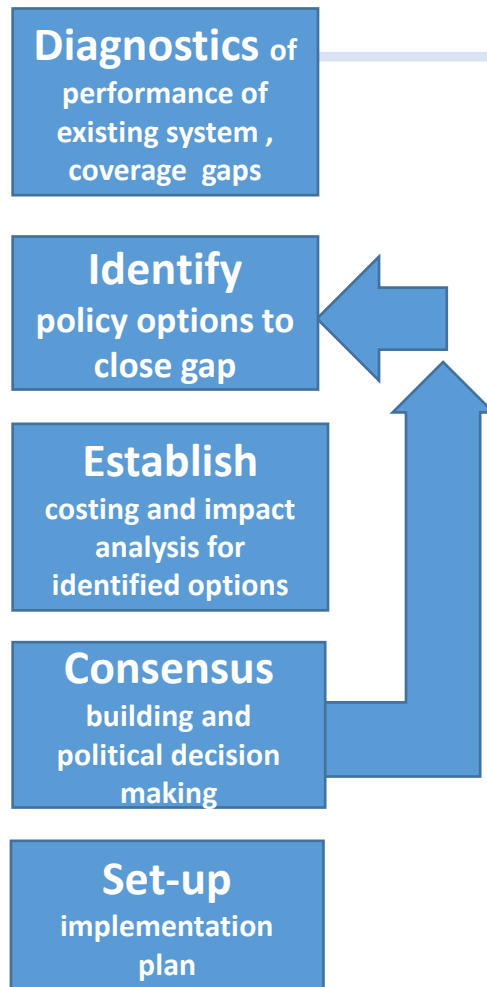 Diagnostics of
performance of
existing system ,
coverage gaps
Identify
policy options to
close gap
Establish
costing and impact
analysis for
identified options
Consensus
building and
political decision
making
Set-up
implementation
plan